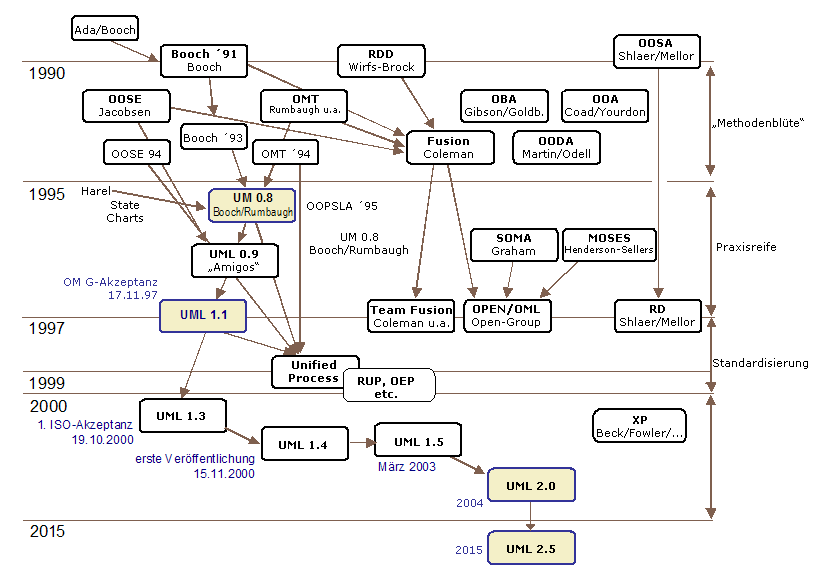 Ada/Booch
Booch ´91
Booch
RDD
Wirfs-Brock
OOSA
Shlaer/Mellor
1990
OOSE
Jacobsen
OMT
Rumbaugh u.a.
OBA
Gibson/Goldb.
OOA
Coad/Yourdon
„Methodenblüte“
Booch ´93
Fusion
Coleman
OODA
Martin/Odell
OOSE 94
OMT ´94
1995
Harel
State
Charts
UM 0.8
Booch/Rumbaugh
OOPSLA ´95
UM 0.8
Booch/Rumbaugh
SOMA
Graham
MOSES
Henderson-Sellers
Praxisreife
UML 0.9
„Amigos“
OM G-Akzeptanz
17.11.97
UML 1.1
Team Fusion
Coleman u.a.
OPEN/OML
Open-Group
RD
Shlaer/Mellor
1997
Unified
Process
Standardisierung
1999
RUP, OEP
etc.
2000
UML 1.3
1. ISO-Akzeptanz
19.10.2000
XP
Beck/Fowler/...
UML 1.4
UML 1.5
erste Veröffentlichung
15.11.2000
März 2003
UML 2.0
2004
2015
2015
UML 2.5